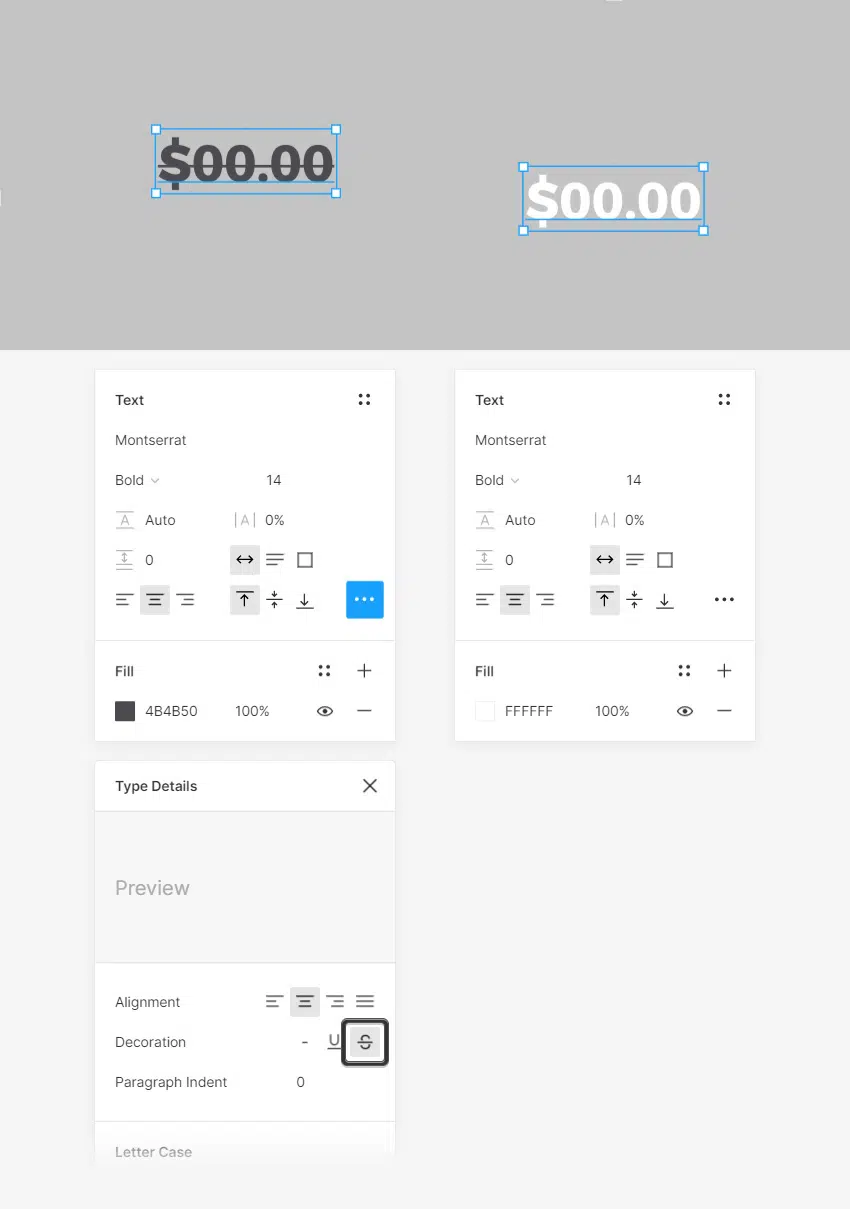 $00.00
$00.00
Text
Montserrat
Bold 14
Auto 0%
0
Fill
4B4B50 100%
Text
Montserrat
Bold 14
Auto 0%
0
Fill
FFFFFF 100%
Type Details
Preview
Alignment
Decoration - U S
Paragraph Indent 0
Letter Case